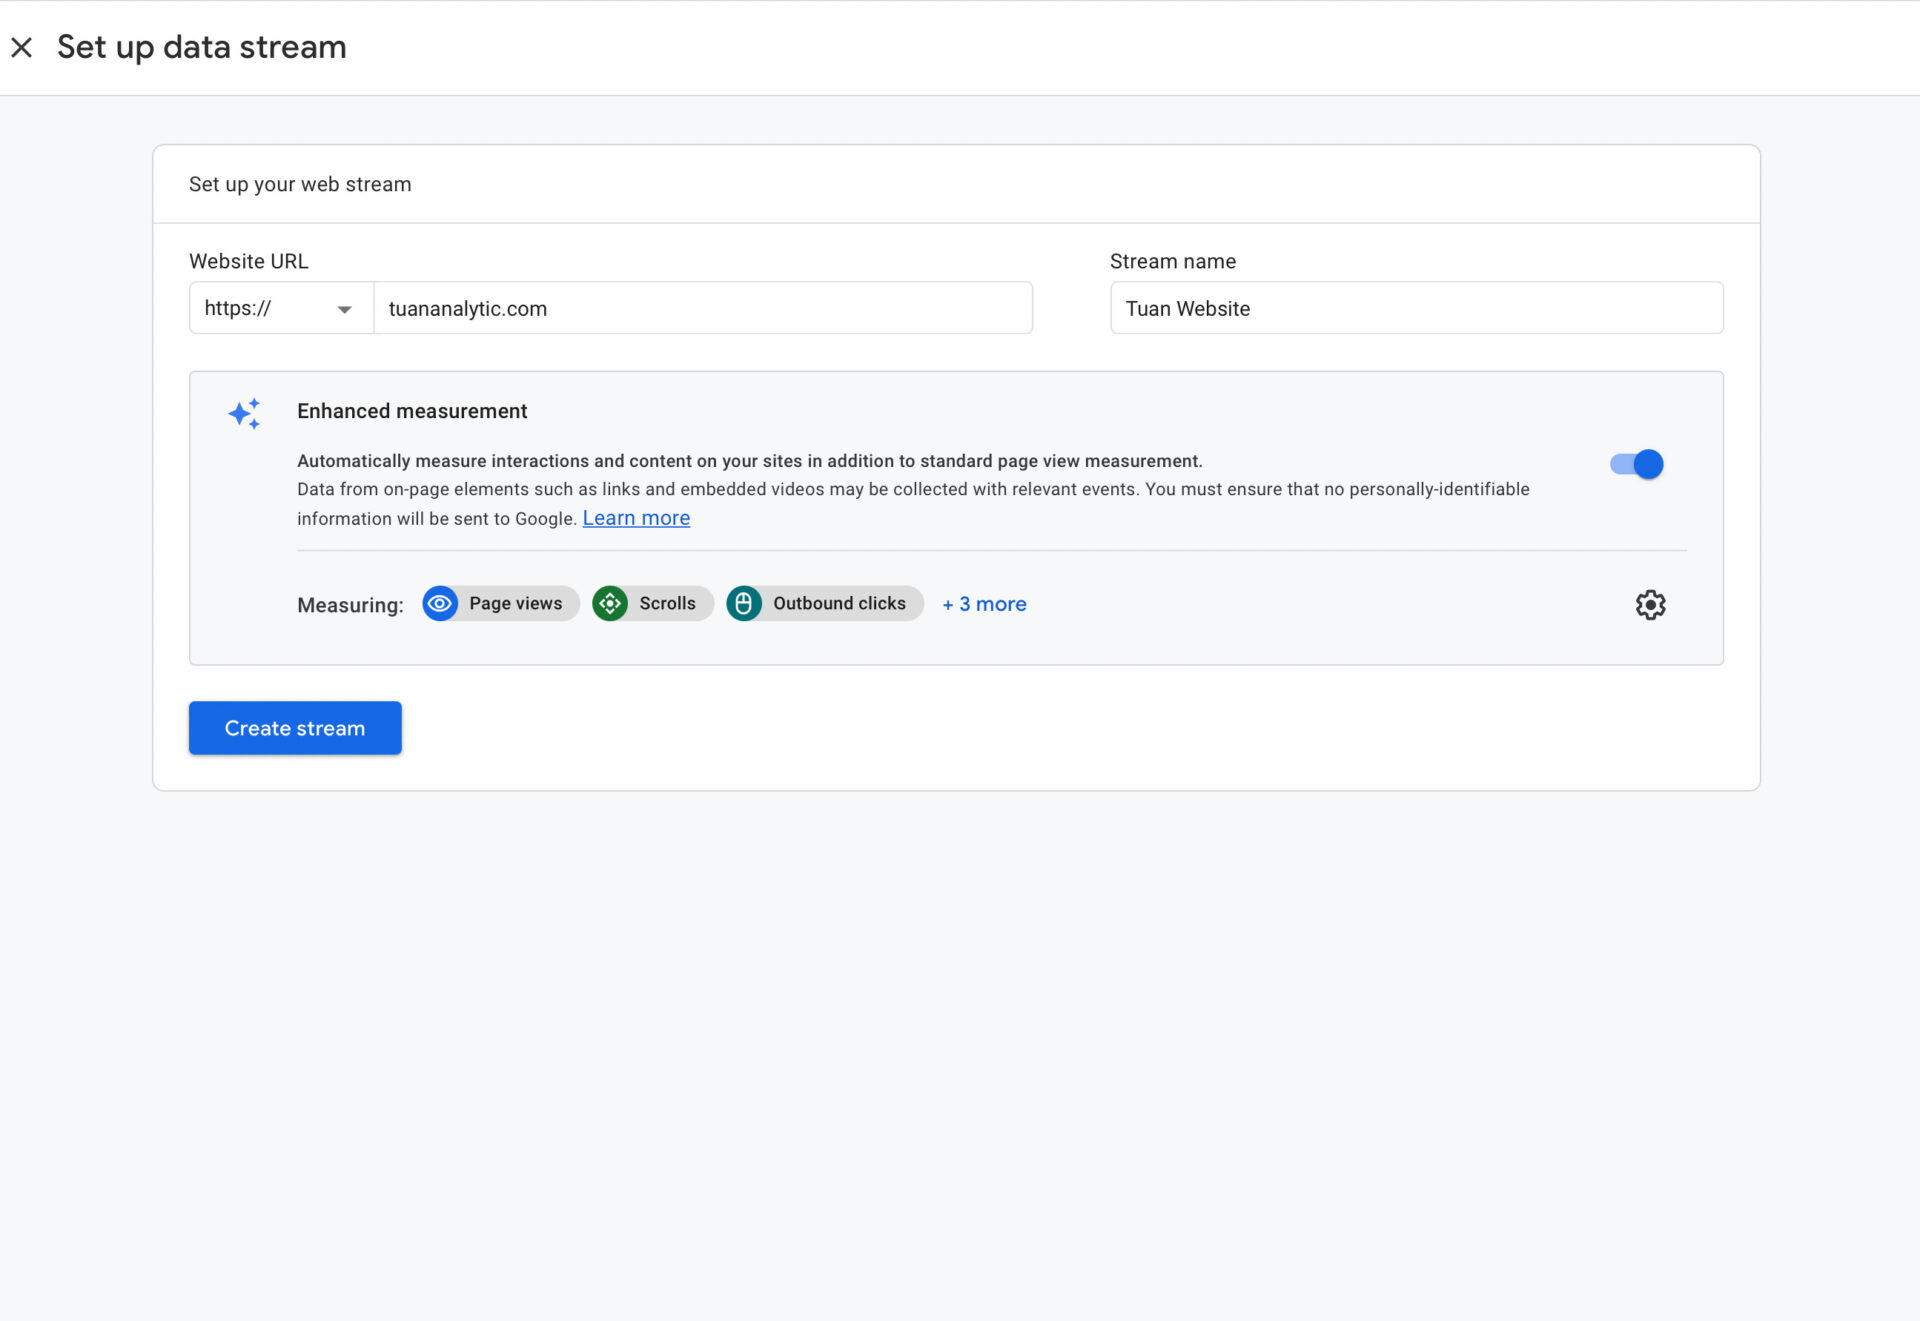 Set up data stream
Set up your web stream
Website URL
Stream name
https://
tuananalytic.com
Tuan Website
Enhanced measurement
Automatically measure interactions and content on your sites in addition to standard page view measurement.
Data from on-page elements such as links and embedded videos may be collected with relevant events. You must ensure that no personally-identifiable
information will be sent to Google. Learn more
Measuring: Page views Scrolls Outbound clicks + 3 more
Create stream